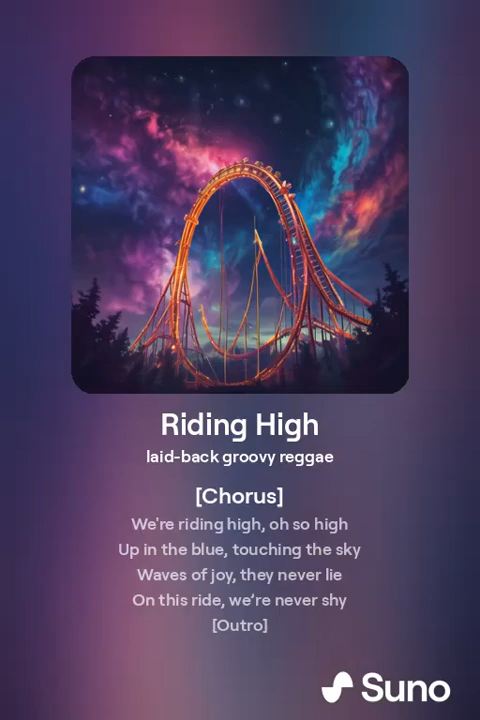 Riding High
laid-back groovy reggae
[Chorus]
We're riding high, oh so high
Up in the blue, touching the sky
Waves of joy, they never lie
On this ride, we’re never shy
[Outro]
Suno